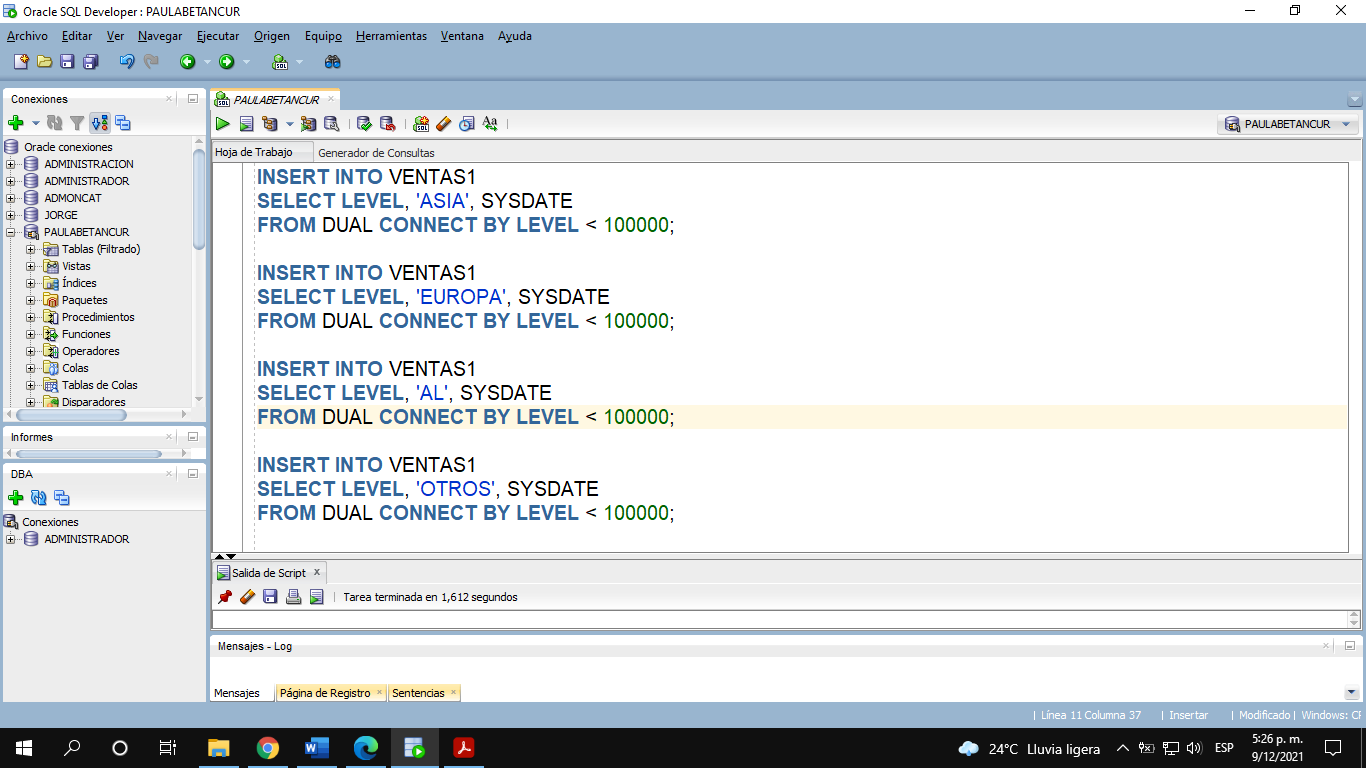 Oracle SQL Developer : PAULABETANCUR
Archivo Editar Ver Navegar Ejecutar Origen Equipo Herramientas Ventana Ayuda
Conexiones
Oracle conexiones
ADMINISTRACION
ADMINISTRADOR
ADMONCAT
JORGE
PAULABETANCUR
Tablas (Filtrado)
Vistas
Índices
Paquetes
Procedimientos
Funciones
Operadores
Colas
Tablas de Colas
Disparadores
Informes
DBA
Conexiones
ADMINISTRADOR
PAULABETANCUR
SQL
Aa
PAULABETANCUR
Hoja de Trabajo Generador de Consultas
INSERT INTO VENTAS1
SELECT LEVEL, 'ASIA', SYSDATE
FROM DUAL CONNECT BY LEVEL < 100000;
INSERT INTO VENTAS1
SELECT LEVEL, 'EUROPA', SYSDATE
FROM DUAL CONNECT BY LEVEL < 100000;
INSERT INTO VENTAS1
SELECT LEVEL, 'AL', SYSDATE
FROM DUAL CONNECT BY LEVEL < 100000;
INSERT INTO VENTAS1
SELECT LEVEL, 'OTROS', SYSDATE
FROM DUAL CONNECT BY LEVEL < 100000;
Salida de Script x
Tarea terminada en 1,612 segundos
Mensajes - Log
Mensajes Página de Registro Sentencias
Línea 11 Columna 37 Insertar Modificado Windows: CF
24°C Lluvia ligera ESP 5:26 p. m.
9/12/2021